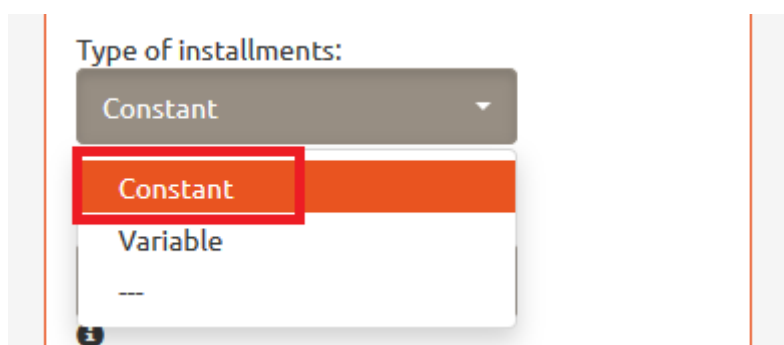 Type of installments:
Constant
Constant
Variable
---